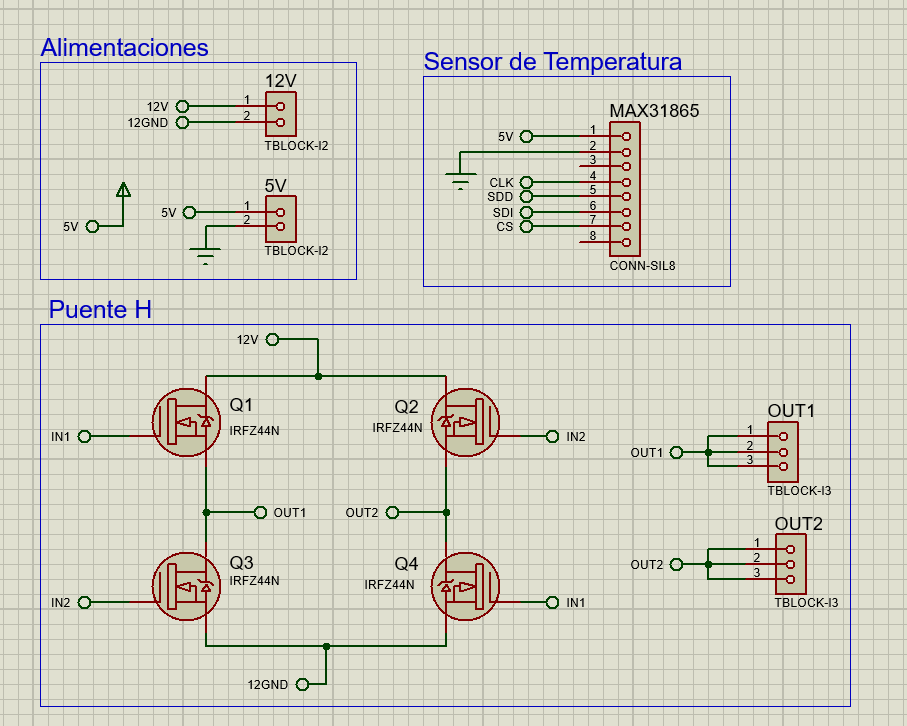 Alimentaciones
12V
12V
1
12GND
2
TBLOCK-I2
5V
5V
1
2
5V
TBLOCK-I2
Sensor de Temperatura
MAX31865
5V
1
2
3
CLK
4
SDD
5
SDI
6
CS
7
8
CONN-SIL8
Puente H
12V
Q1
IRFZ44N
IN1
Q2
IRFZ44N
IN2
OUT1
OUT2
Q3
IRFZ44N
IN2
Q4
IRFZ44N
IN1
12GND
OUT1
1
OUT1
2
3
TBLOCK-I3
OUT2
1
OUT2
2
3
TBLOCK-I3